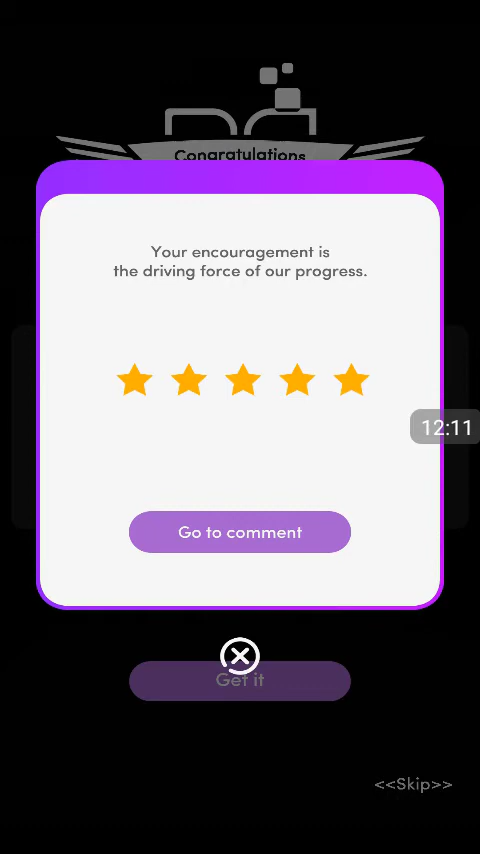 Congratulations
Your encouragement is
the driving force of our progress.
12:11
Go to comment
Get it
<<Skip>>